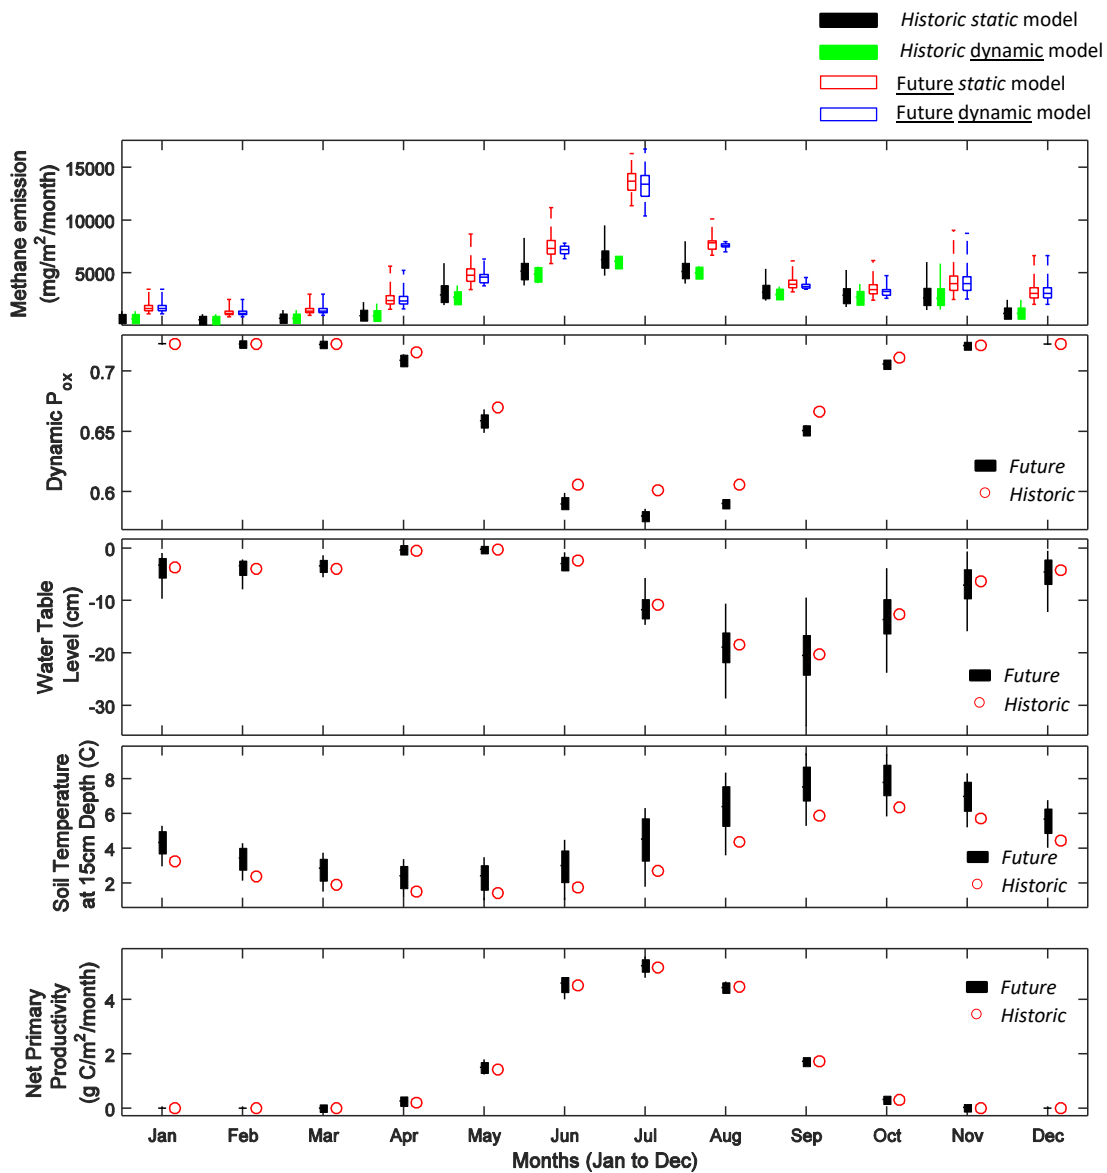 Historic static model
Historic dynamic model
Future static model
Future dynamic model
Methane emission
(mg/m²/month)
15000
10000
5000
Dynamic Pox
0.7
0.65
0.6
Future
Historic
Water Table
Level (cm)
0
-10
-20
-30
Future
Historic
Soil Temperature
at 15cm Depth (C)
8
6
4
2
Future
Historic
Net Primary
Productivity
(g C/m²/month)
4
2
0
Future
Historic
Jan Feb Mar Apr May Jun Jul Aug Sep Oct Nov Dec
Months (Jan to Dec)